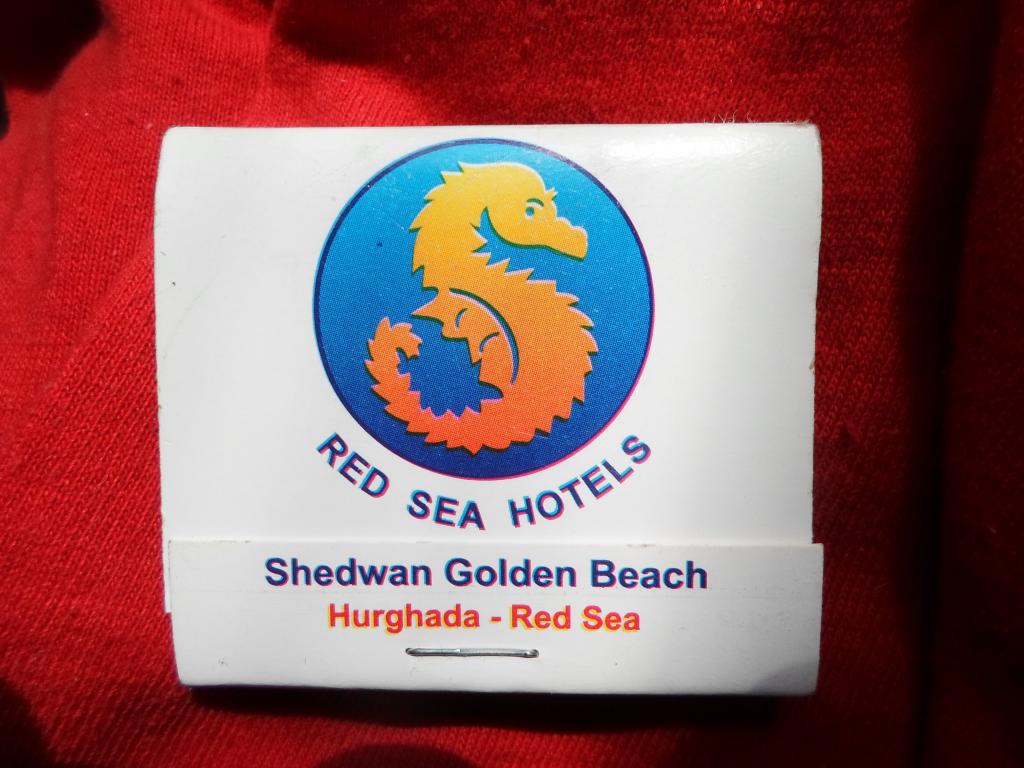 RED SEA HOTELS
Shedwan Golden Beach
Hurghada - Red Sea